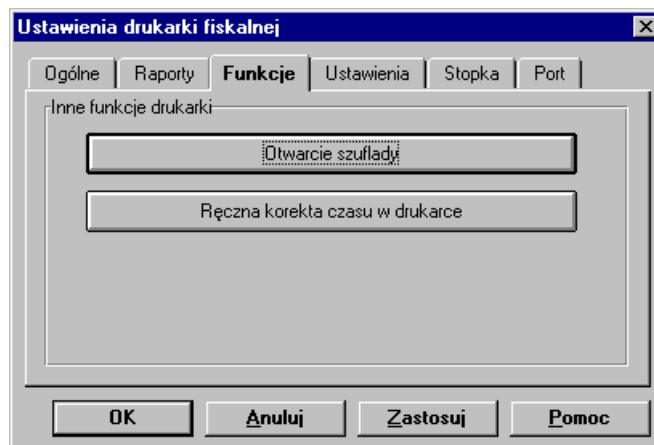 Ustawienia drukarki fiskalnej
Ogólne Raporty Funkcje Ustawienia Stopka Port
Inne funkcje drukarki
Otwarcie szuflady
Ręczna korekta czasu w drukarce
OK Anuluj Zastosuj Pomoc